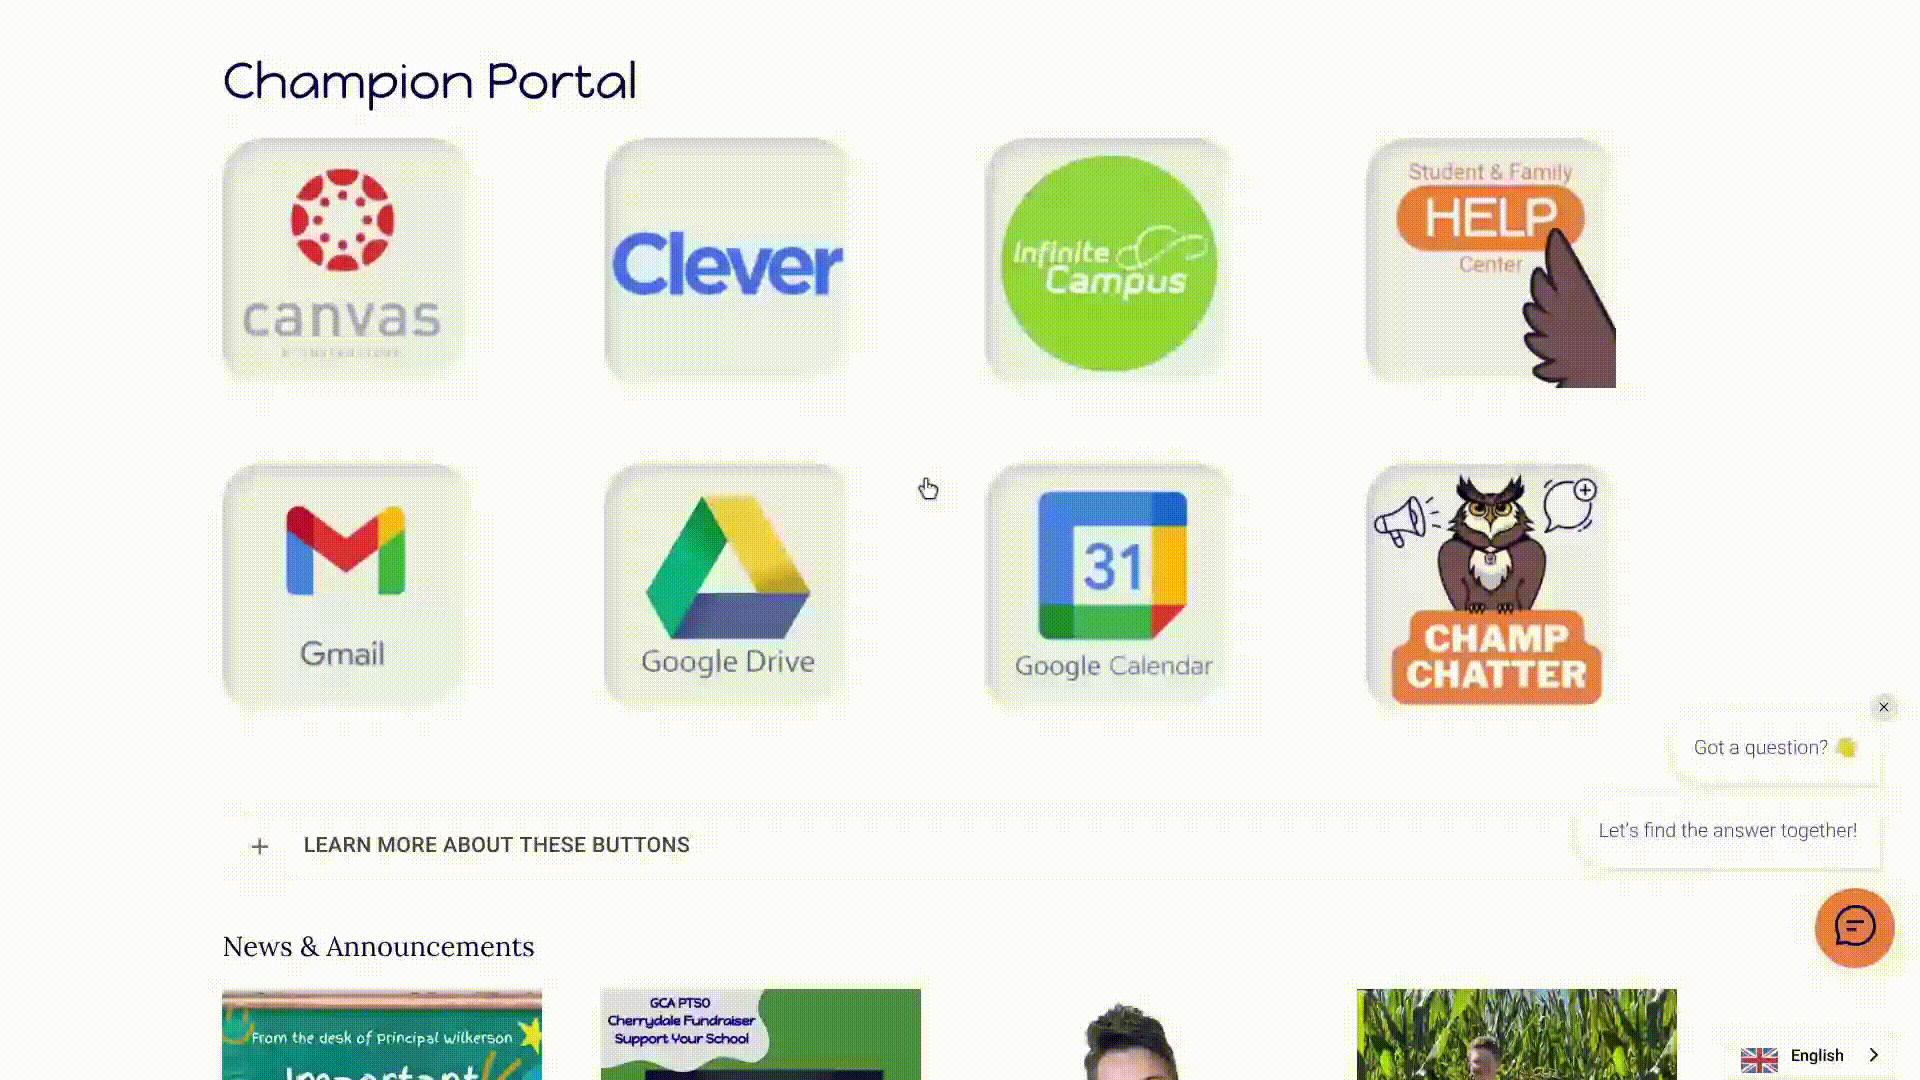 Champion Portal
canvas
Clever
Infinite
Campus
Student & Family
HELP
Center
Gmail
Google Drive
31
Google Calendar
CHAMP
CHATTER
Got a question?
Let's find the answer together!
LEARN MORE ABOUT THESE BUTTONS
News & Announcements
From the desk of Principal Wilkerson
Important
GCA PTSO
Cherrydale Fundraiser
Support Your School
English